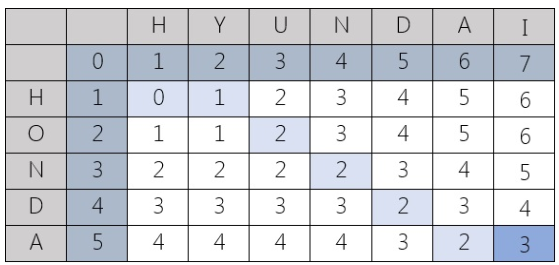 H Y U N D A I
0 1 2 3 4 5 6 7
H 1 0 1 2 3 4 5 6
O 2 1 1 2 3 4 5 6
N 3 2 2 2 2 3 4 5
D 4 3 3 3 3 2 3 4
A 5 4 4 4 4 3 2 3